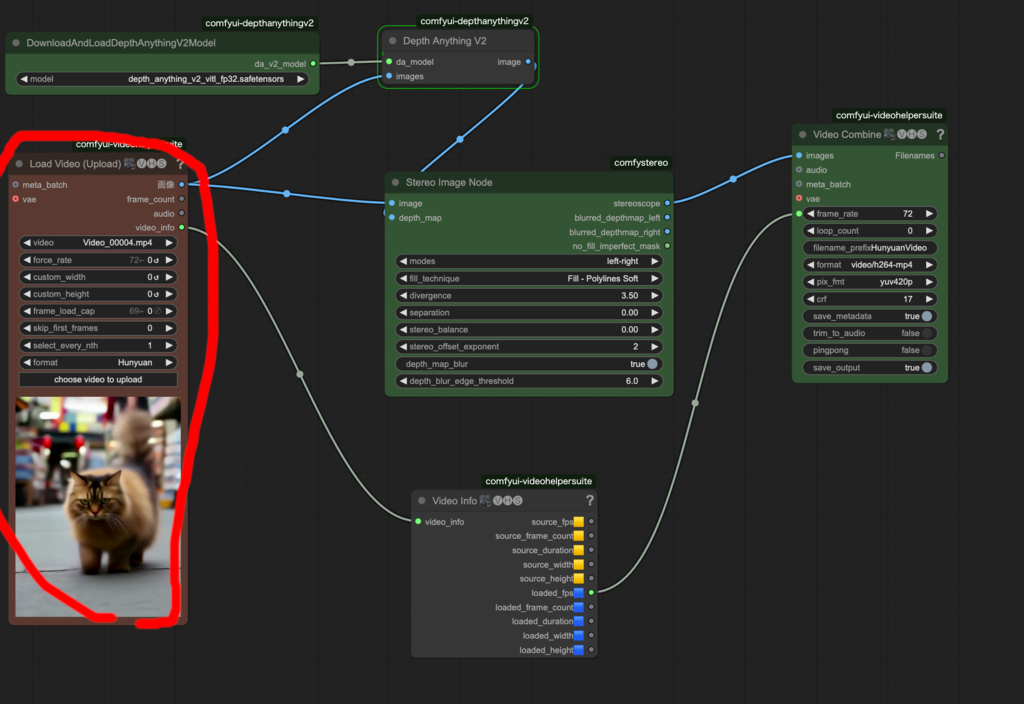 comfyui-depthanythingv2
DownloadAndLoadDepthAnythingV2Model
da_v2_model
model depth_anything_v2_vitl_fp32.safetensors
comfyui-depthanythingv2
Depth Anything V2
da_model image
images
comfyui-videohelpersuite
Load Video (Upload) VHS ?
meta_batch 画像
vae frame_count
audio
video_info
video Video_00004.mp4
force_rate 72← 0
custom_width 0
custom_height 0
frame_load_cap 69← 0
skip_first_frames 0
select_every_nth 1
format Hunyuan
choose video to upload
comfystereo
Stereo Image Node
image stereoscope
depth_map blurred_depthmap_left
blurred_depthmap_right
no_fill_imperfect_mask
modes left-right
fill_technique Fill - Polylines Soft
divergence 3.50
separation 0.00
stereo_balance 0.00
stereo_offset_exponent 2
depth_map_blur true
depth_blur_edge_threshold 6.0
comfyui-videohelpersuite
Video Combine VHS ?
images Filenames
audio
meta_batch
vae
frame_rate 72
loop_count 0
filename_prefix HunyuanVideo
format video/h264-mp4
pix_fmt yuv420p
crf 17
save_metadata true
trim_to_audio false
pingpong false
save_output true
comfyui-videohelpersuite
Video Info VHS ?
video_info source_fps
source_frame_count
source_duration
source_width
source_height
loaded_fps
loaded_frame_count
loaded_duration
loaded_width
loaded_height